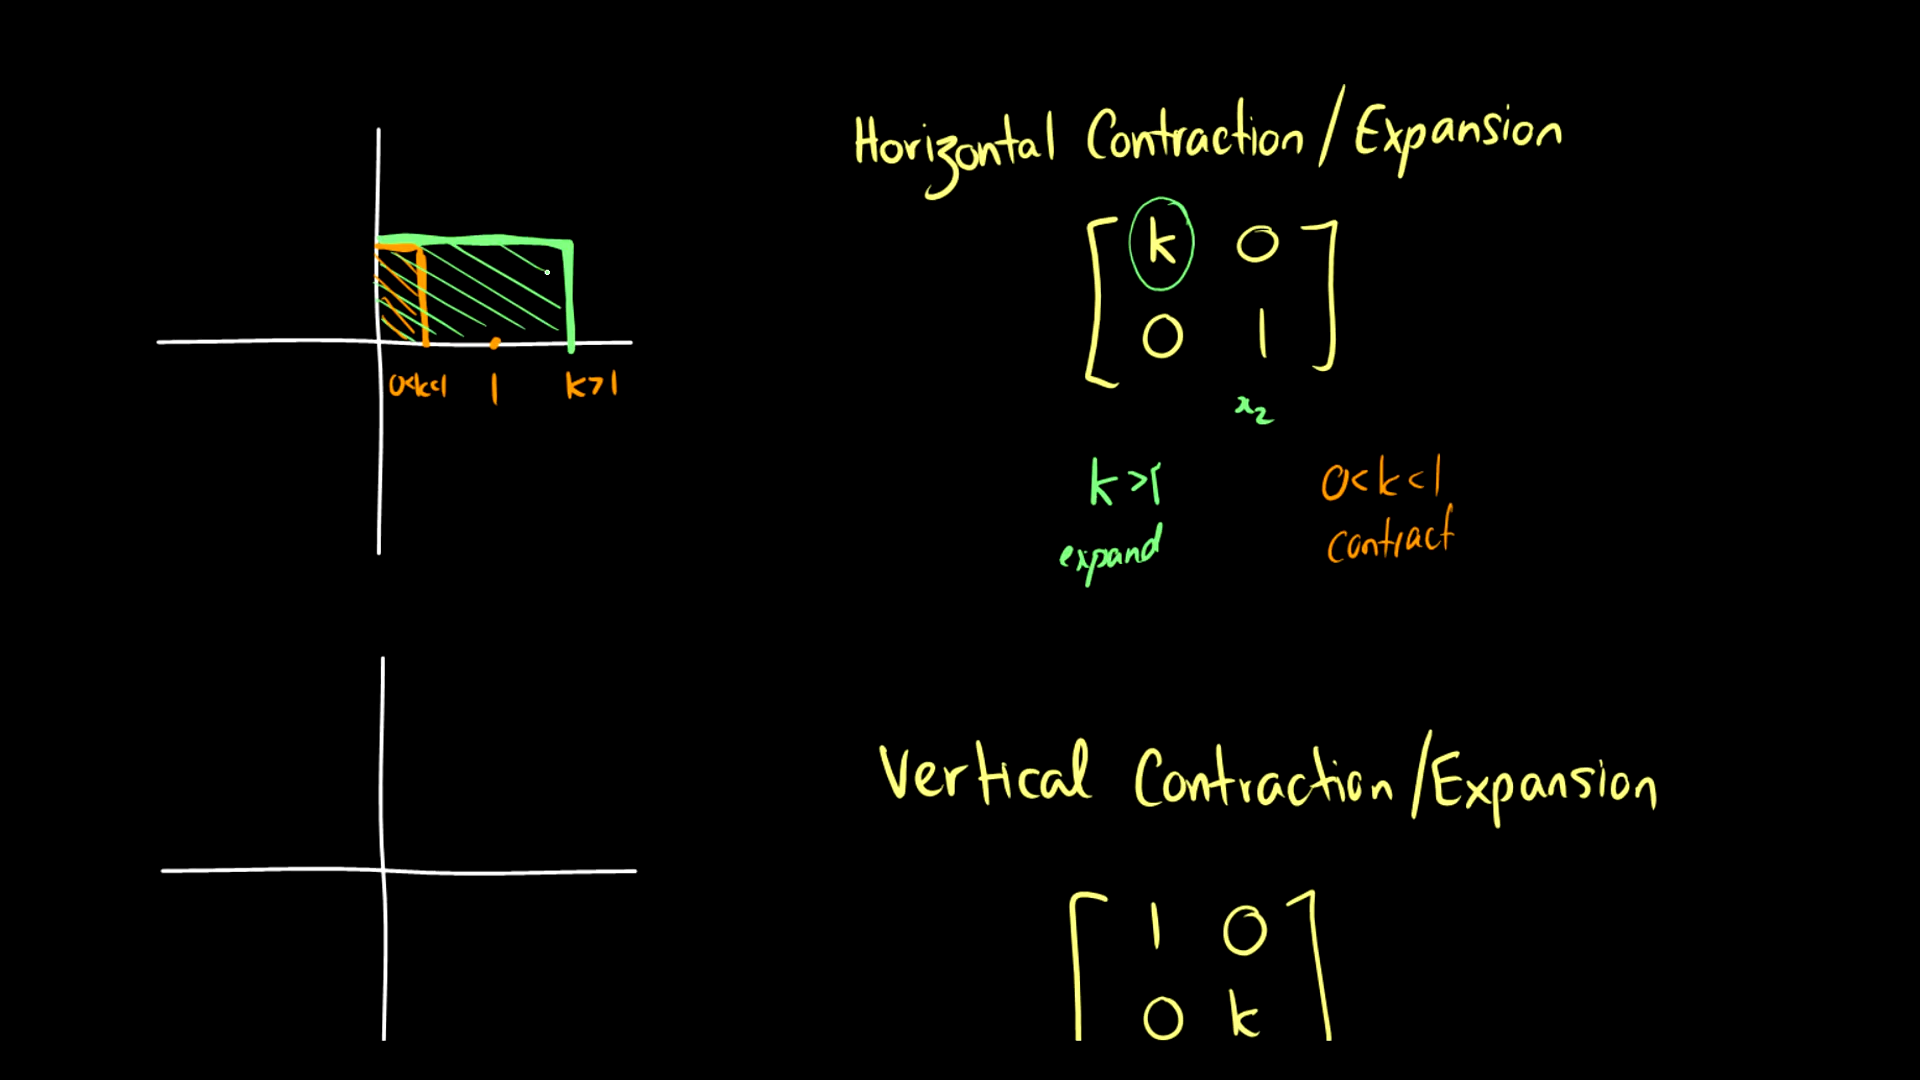 Horizontal Contraction/Expansion
k 0
0 1
x2
0<k<1 1 k>1
k>1 0<k<1
expand contract
Vertical Contraction/Expansion
1 0
0 k